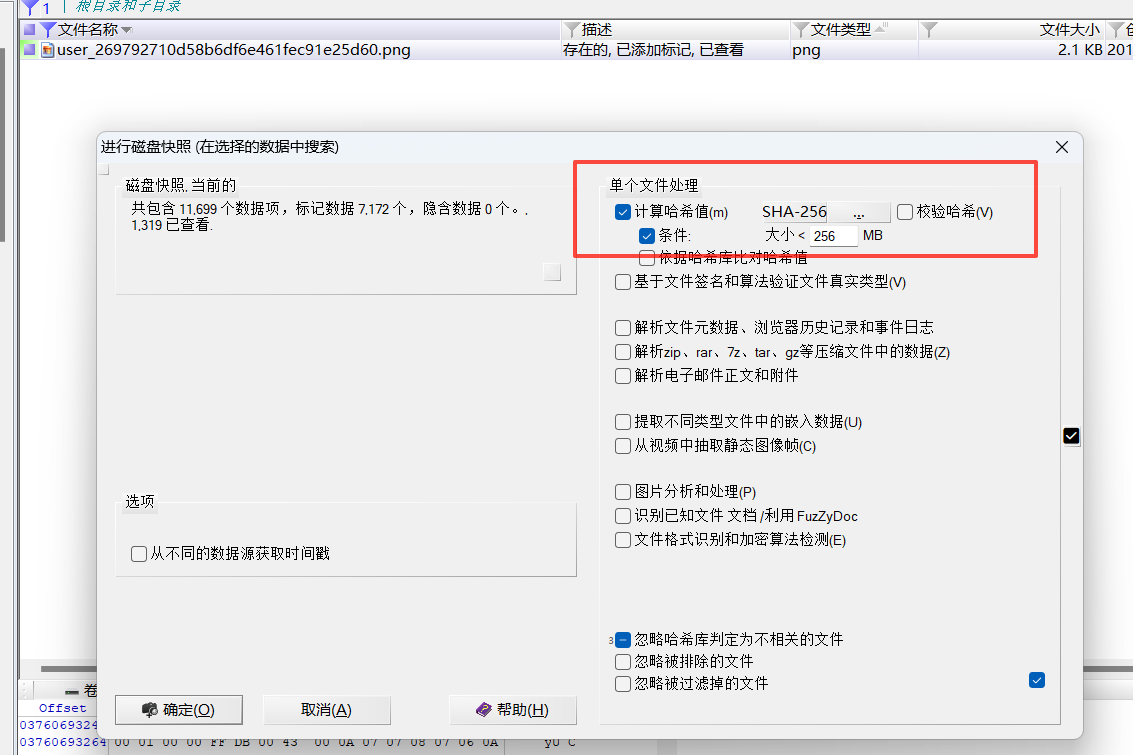 1 根目录和子目录
文件名称 描述 文件类型 文件大小
user_269792710d58b6df6e461fec91e25d60.png 存在的, 已添加标记, 已查看 png 2.1 KB 201
进行磁盘快照 (在选择的数据中搜索)
磁盘快照, 当前的
共包含 11,699 个数据项，标记数据 7,172 个，隐含数据 0 个。.
1,319 已查看.
单个文件处理
计算哈希值(m) SHA-256 ... 校验哈希(V)
条件: 大小 < 256 MB
依据哈希库比对哈希值
基于文件签名和算法验证文件真实类型(V)
解析文件元数据、浏览器历史记录和事件日志
解析zip、rar、7z、tar、gz等压缩文件中的数据(Z)
解析电子邮件正文和附件
提取不同类型文件中的嵌入数据(U)
从视频中抽取静态图像帧(C)
图片分析和处理(P)
识别已知文件 文档 /利用 FuzZyDoc
文件格式识别和加密算法检测(E)
选项
从不同的数据源获取时间戳
3 忽略哈希库判定为不相关的文件
忽略被排除的文件
忽略被过滤掉的文件
确定(O) 取消(A) 帮助(H)
卷
Offset
0376069324
03760693264 00 01 00 00 FF DB 00 43 00 0A 07 07 08 07 06 0A yU C